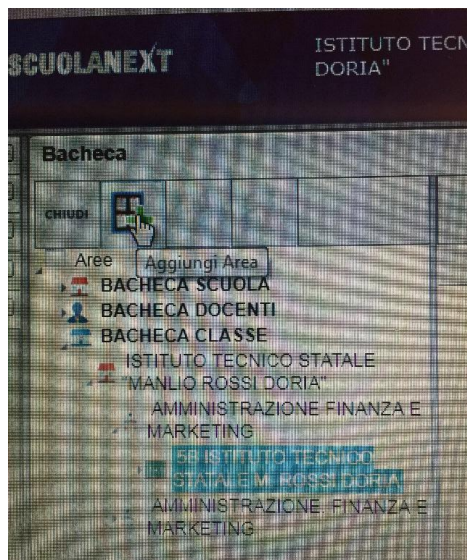 SCUOLANEXT
ISTITUTO TECN
DORIA"
Bacheca
CHIUDI
Aree
Aggiungi Area
BACHECA SCUOLA
BACHECA DOCENTI
BACHECA CLASSE
ISTITUTO TECNICO STATALE
"MANLIO ROSSI DORIA"
AMMINISTRAZIONE FINANZA E
MARKETING
5B ISTITUTO TECNICO
STATALE M. ROSSI DORIA
AMMINISTRAZIONE, FINANZA E
MARKETING